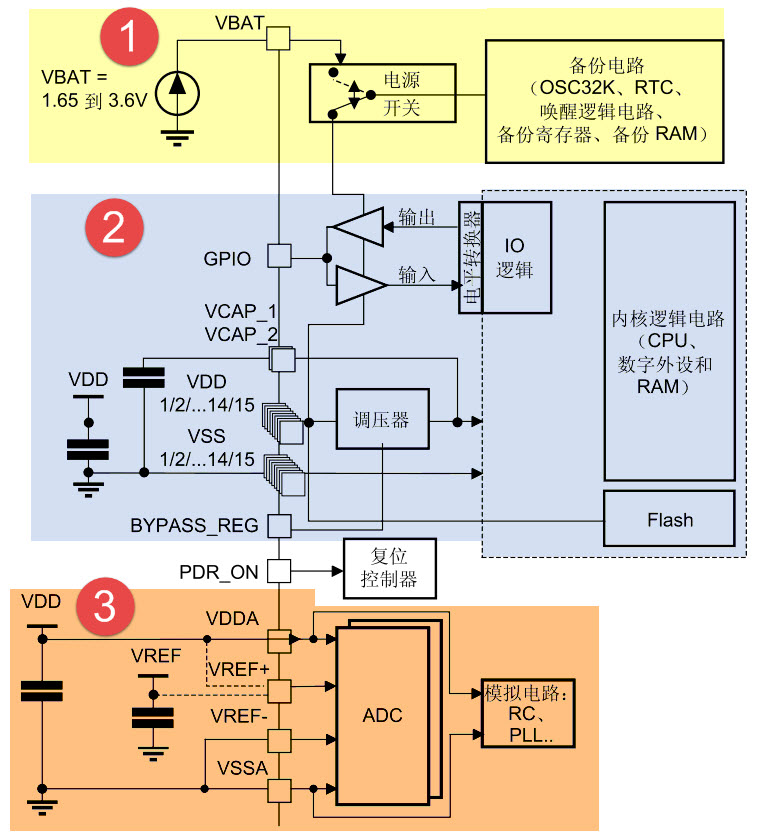 1
VBAT
VBAT =
1.65 到 3.6V
电源
开关
备份电路
（OSC32K、RTC、
唤醒逻辑电路、
备份寄存器、备份 RAM）
2
GPIO
输出
输入
电平转换器
IO
逻辑
内核逻辑电路
（CPU、
数字外设和
RAM）
VCAP_1
VCAP_2
VDD
VDD
1/2/...14/15
调压器
VSS
1/2/...14/15
BYPASS_REG
Flash
PDR_ON
复位
控制器
3
VDD
VDDA
VREF
VREF+
VREF-
VSSA
ADC
模拟电路：
RC、
PLL..